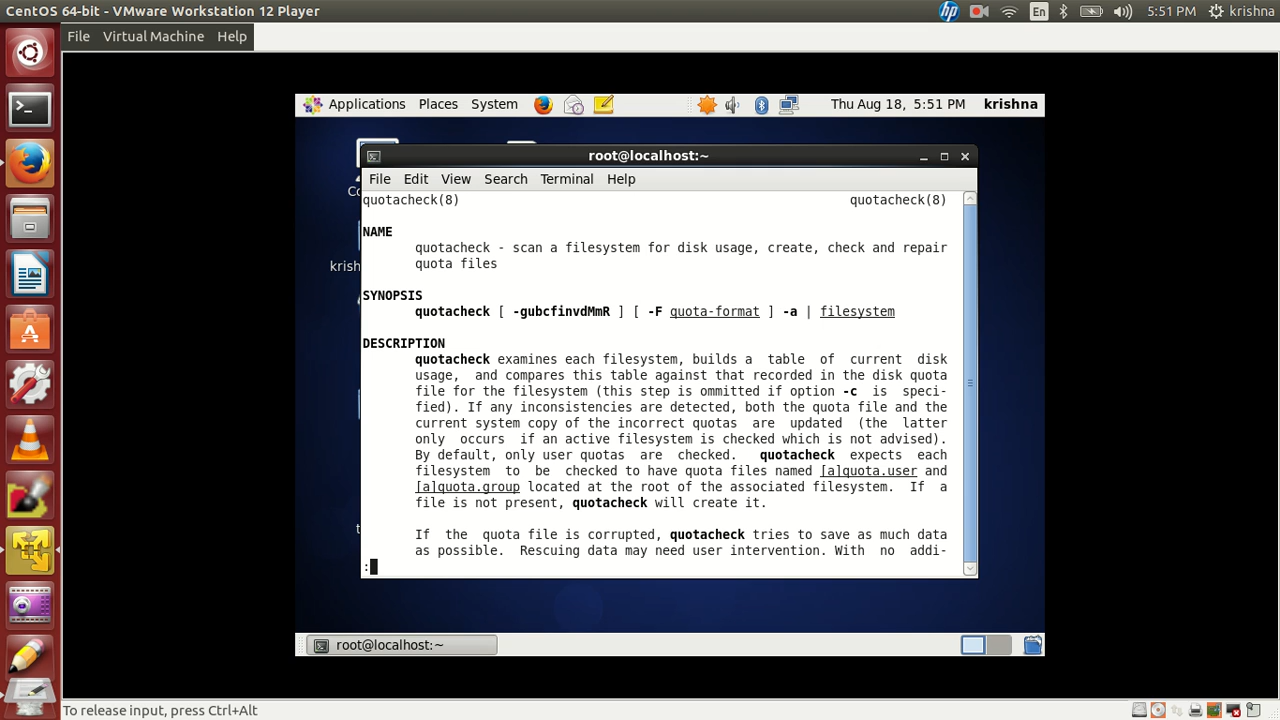 CentOS 64-bit - VMware Workstation 12 Player
En
5:51 PM
krishna
File Virtual Machine Help
Applications Places System
Thu Aug 18, 5:51 PM
krishna
root@localhost:~
File Edit View Search Terminal Help
quotacheck(8) quotacheck(8)
NAME
quotacheck - scan a filesystem for disk usage, create, check and repair
quota files
SYNOPSIS
quotacheck [ -gubcfinvdMmR ] [ -F quota-format ] -a | filesystem
DESCRIPTION
quotacheck examines each filesystem, builds a table of current disk
usage, and compares this table against that recorded in the disk quota
file for the filesystem (this step is ommitted if option -c is speci-
fied). If any inconsistencies are detected, both the quota file and the
current system copy of the incorrect quotas are updated (the latter
only occurs if an active filesystem is checked which is not advised).
By default, only user quotas are checked. quotacheck expects each
filesystem to be checked to have quota files named [a]quota.user and
[a]quota.group located at the root of the associated filesystem. If a
file is not present, quotacheck will create it.
If the quota file is corrupted, quotacheck tries to save as much data
as possible. Rescuing data may need user intervention. With no addi-
:
Co
krish
t
root@localhost:~
To release input, press Ctrl+Alt